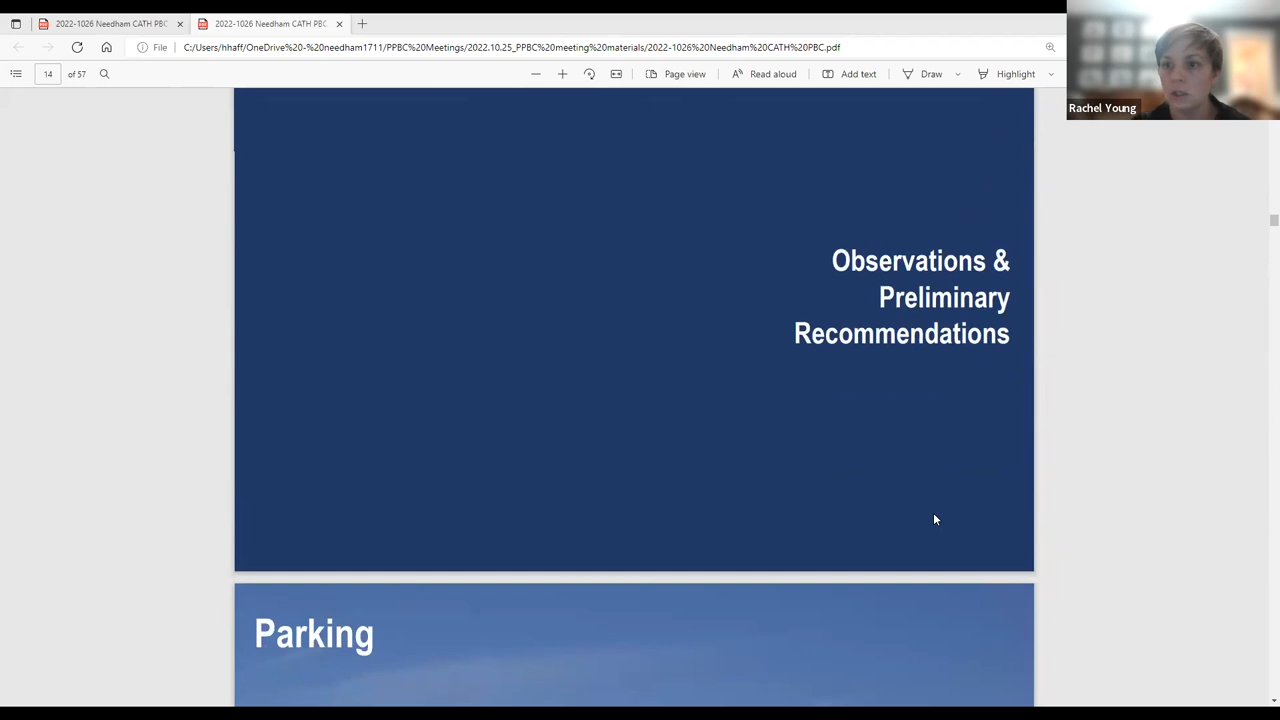 2022-1026 Needham CATH PBC
2022-1026 Needham CATH PBC
File
C:/Users/hhaff/OneDrive%20-%20needham1711/PPBC%20Meetings/2022.10.25_PPBC%20meeting%20materials/2022-1026%20Needham%20CATH%20PBC.pdf
14 of 57
Page view
Read aloud
Add text
Draw
Highlight
Rachel Young
Observations &
Preliminary
Recommendations
Parking